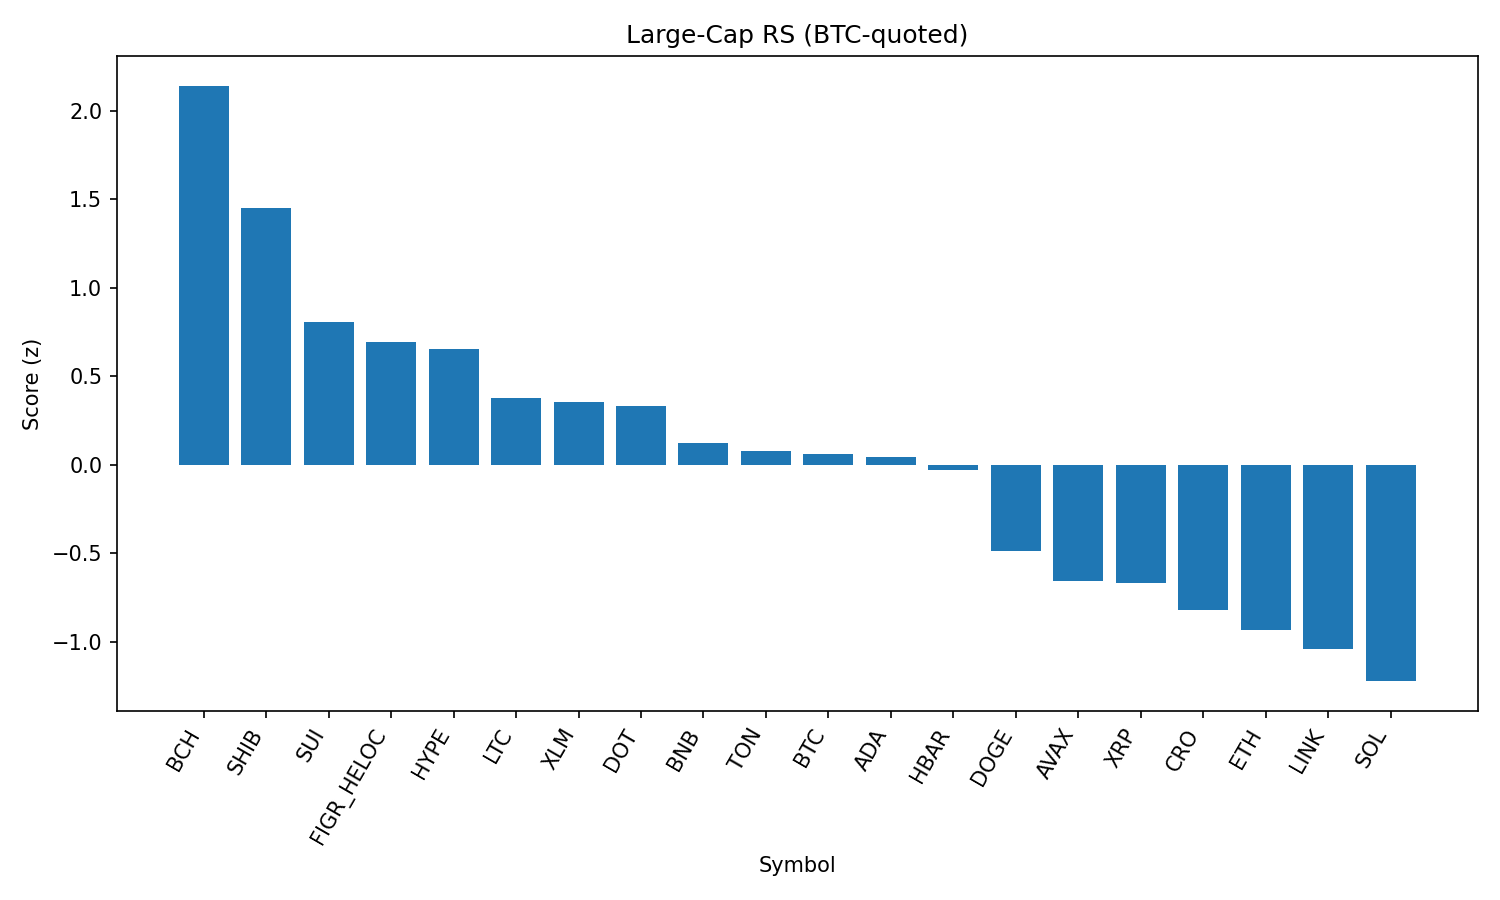 Large-Cap RS (BTC-quoted)
Score (z)
2.0
1.5
1.0
0.5
0.0
−0.5
−1.0
BCH
SHIB
SUI
FIGR_HELOC
HYPE
LTC
XLM
DOT
BNB
TON
BTC
ADA
HBAR
DOGE
AVAX
XRP
CRO
ETH
LINK
SOL
Symbol